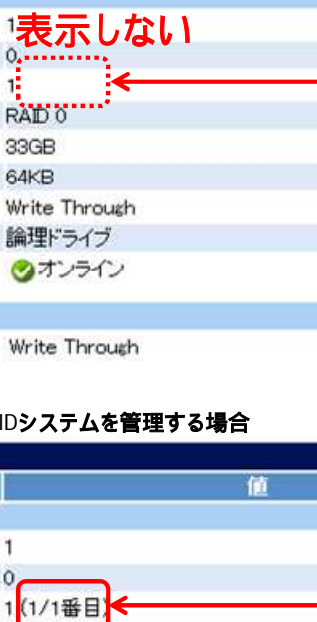 1
表示しない
0
1
RAID 0
33GB
64KB
Write Through
論理ドライブ
オンライン
Write Through
IDシステムを管理する場合
値
1
0
1 (1/1番目)